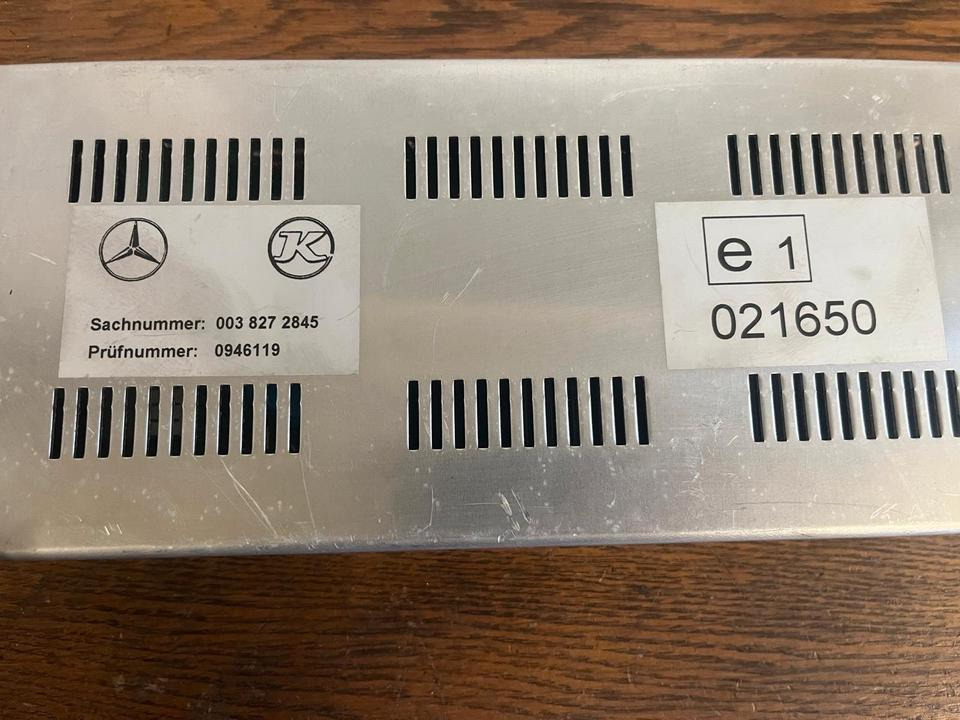 K
Sachnummer: 003 827 2845
Prüfnummer: 0946119
e 1
021650